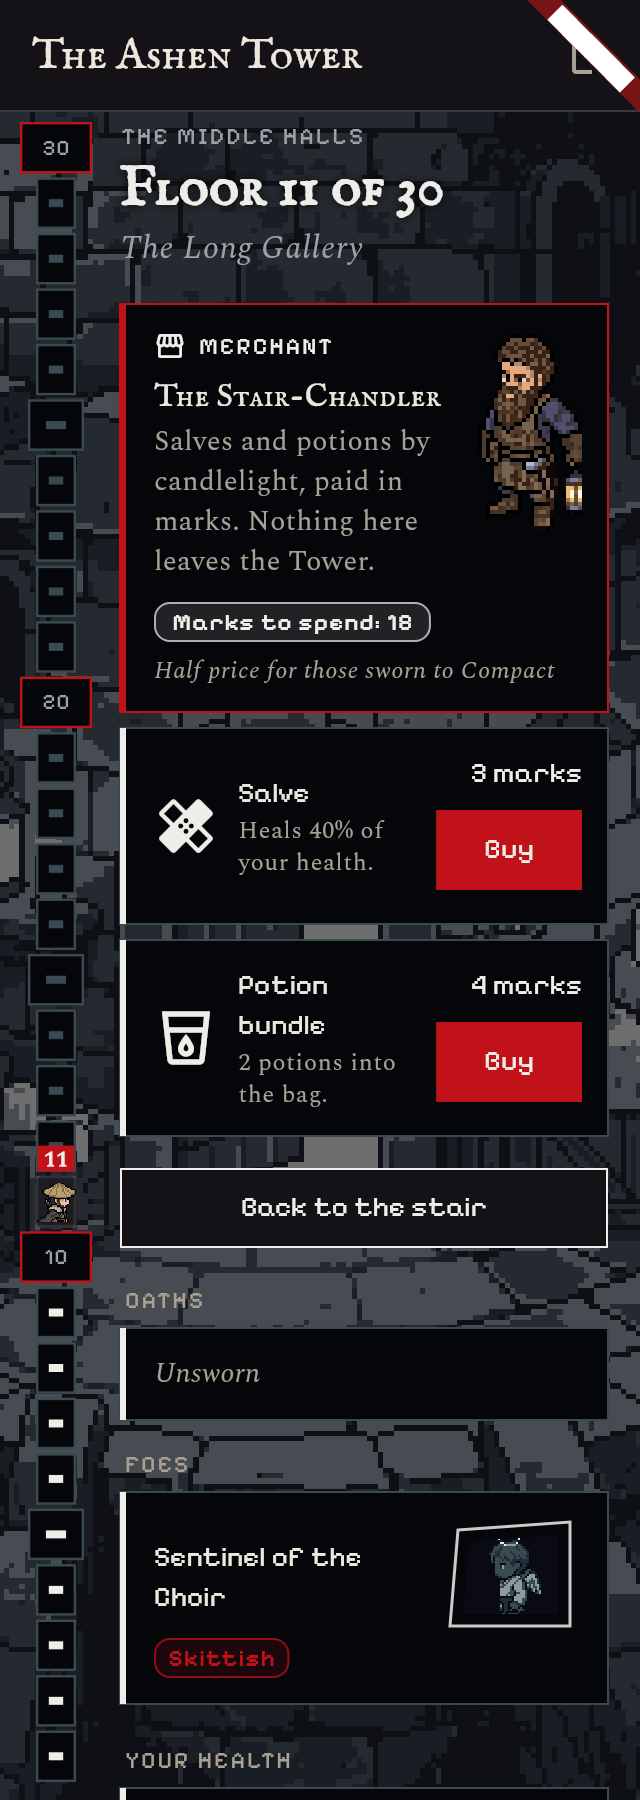 The Ashen Tower
30
THE MIDDLE HALLS
Floor 11 of 30
The Long Gallery
MERCHANT
The Stair-Chandler
Salves and potions by
candlelight, paid in
marks. Nothing here
leaves the Tower.
Marks to spend: 18
Half price for those sworn to Compact
20
3 marks
Salve
Heals 40% of
your health.
Buy
4 marks
Potion
bundle
2 potions into
the bag.
Buy
11
Back to the stair
10
OATHS
Unsworn
FOES
Sentinel of the
Choir
Skittish
YOUR HEALTH